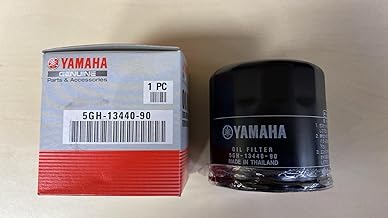 YAMAHA
GENUINE
Parts & Accessories
1 PC
5GH-13440-90
YAMAHA
OIL FILTER
5GH-13440-90
MADE IN THAILAND